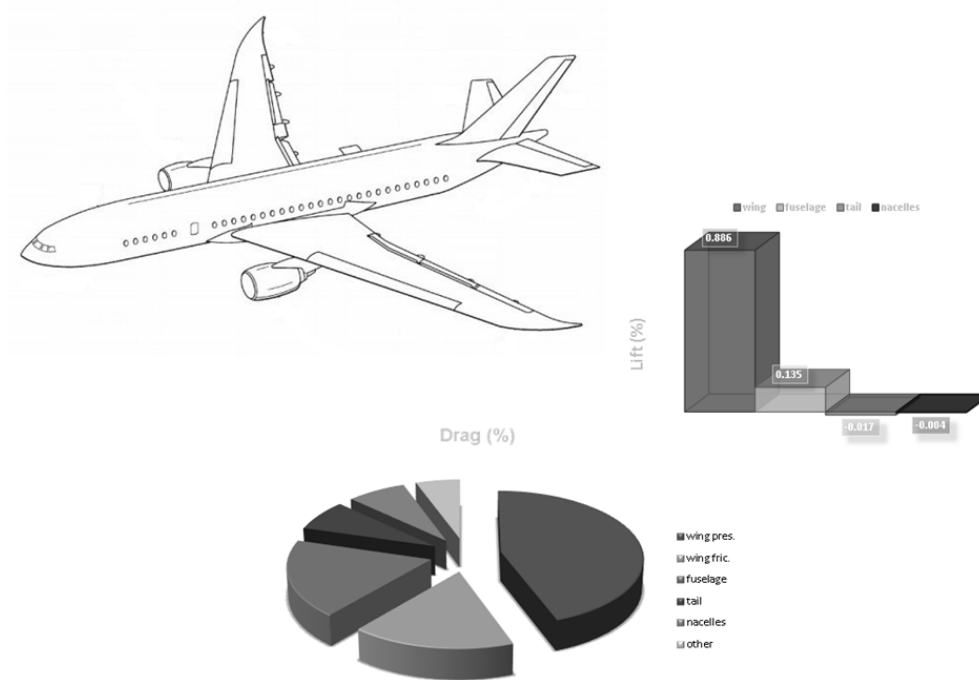 wing fuselage tail nacelles
0.886
Lift (%)
0.135
-0.017
-0.004
Drag (%)
wing pres.
wing fric.
fuselage
tail
nacelles
other